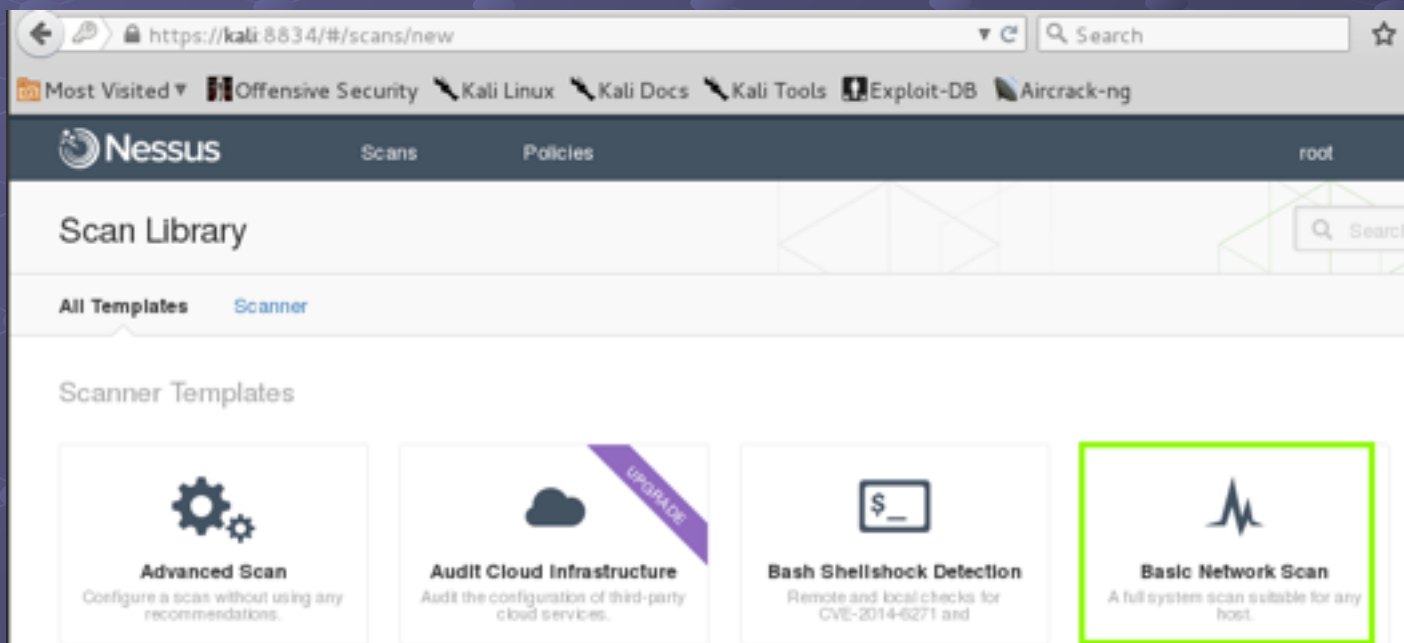 https://kali:8834/#/scans/new
Search
Most Visited
Offensive Security
Kali Linux
Kali Docs
Kali Tools
Exploit-DB
Aircrack-ng
Nessus
Scans
Policies
root
Scan Library
Search
All Templates
Scanner
Scanner Templates
UPGRADE
$_
Advanced Scan
Configure a scan without using any
recommendations.
Audit Cloud Infrastructure
Audit the configuration of third-party
cloud services.
Bash Shellshock Detection
Remote and local checks for
CVE-2014-6271 and
Basic Network Scan
A full system scan suitable for any
host.